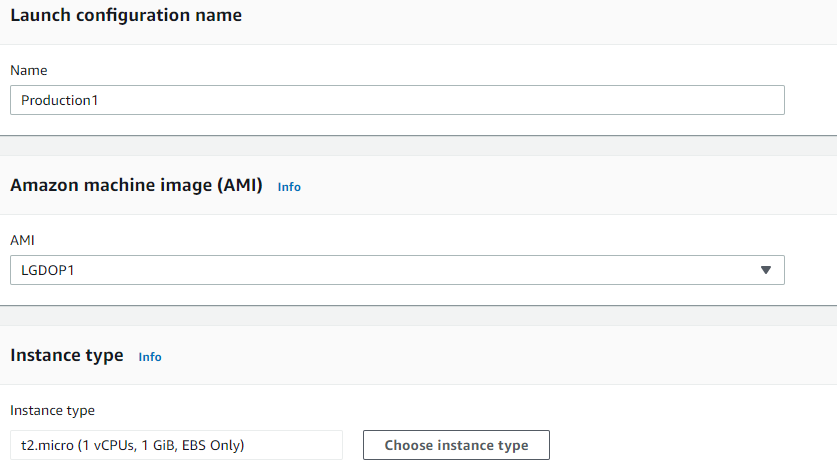 Launch configuration name
Name
Production1
Amazon machine image (AMI) Info
AMI
LGDOP1
Instance type Info
Instance type
t2.micro (1 vCPUs, 1 GiB, EBS Only) Choose instance type